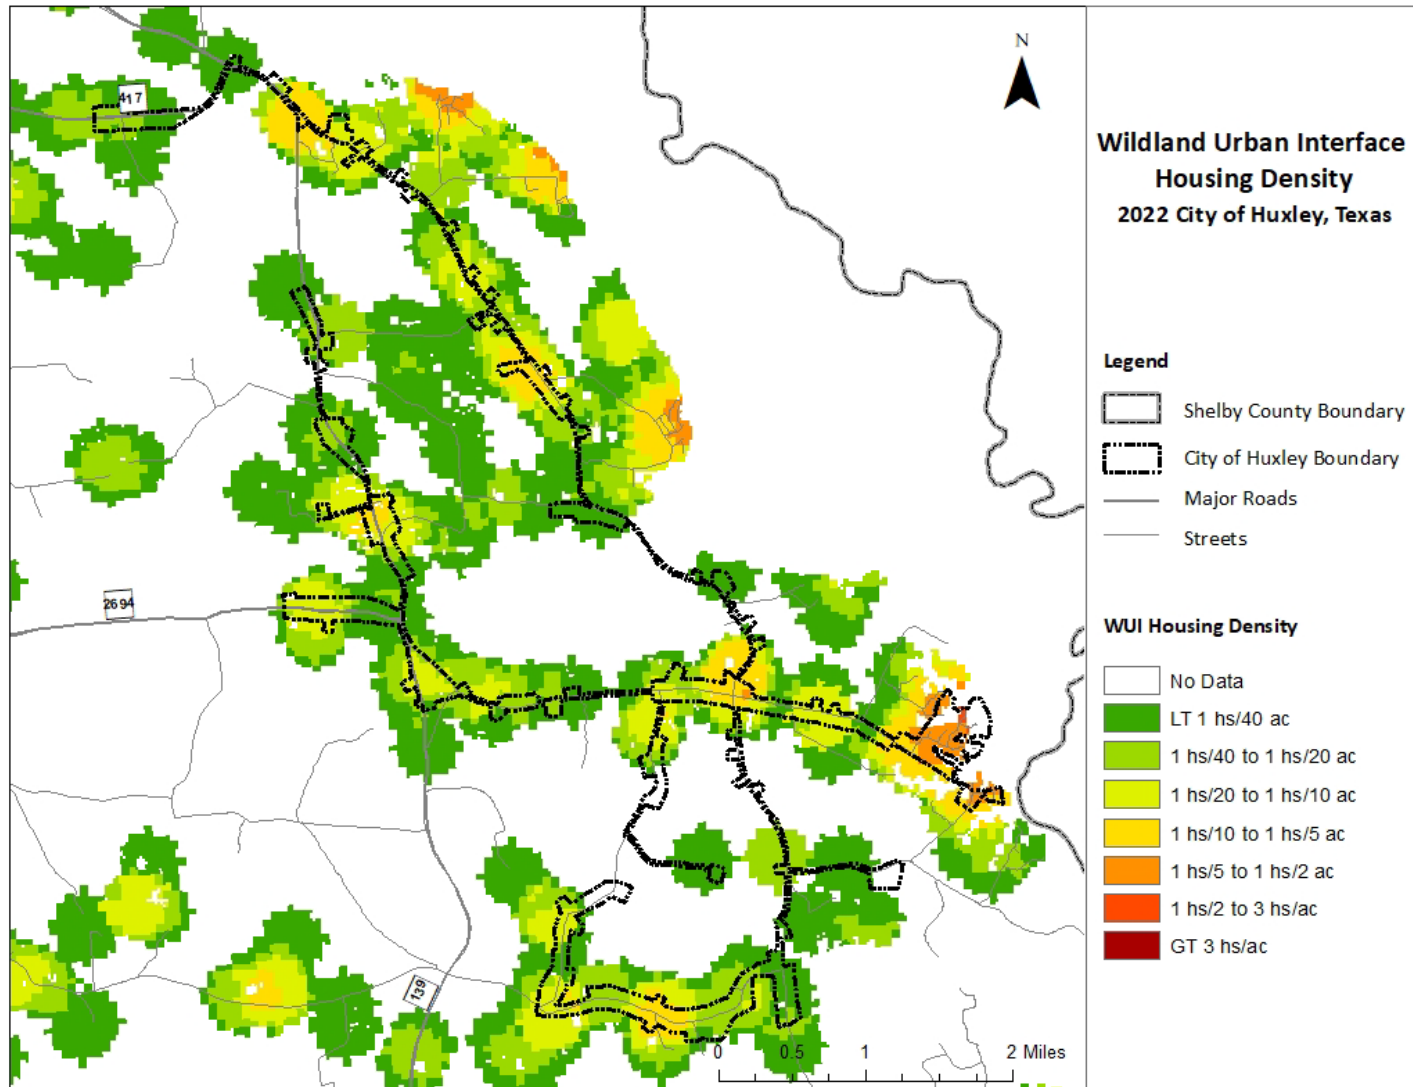 N
Wildland Urban Interface
Housing Density
2022 City of Huxley, Texas
417
Legend
Shelby County Boundary
City of Huxley Boundary
Major Roads
Streets
2694
WUI Housing Density
No Data
LT 1 hs/40 ac
1 hs/40 to 1 hs/20 ac
1 hs/20 to 1 hs/10 ac
1 hs/10 to 1 hs/5 ac
1 hs/5 to 1 hs/2 ac
1 hs/2 to 3 hs/ac
GT 3 hs/ac
139
0 0.5 1 2 Miles